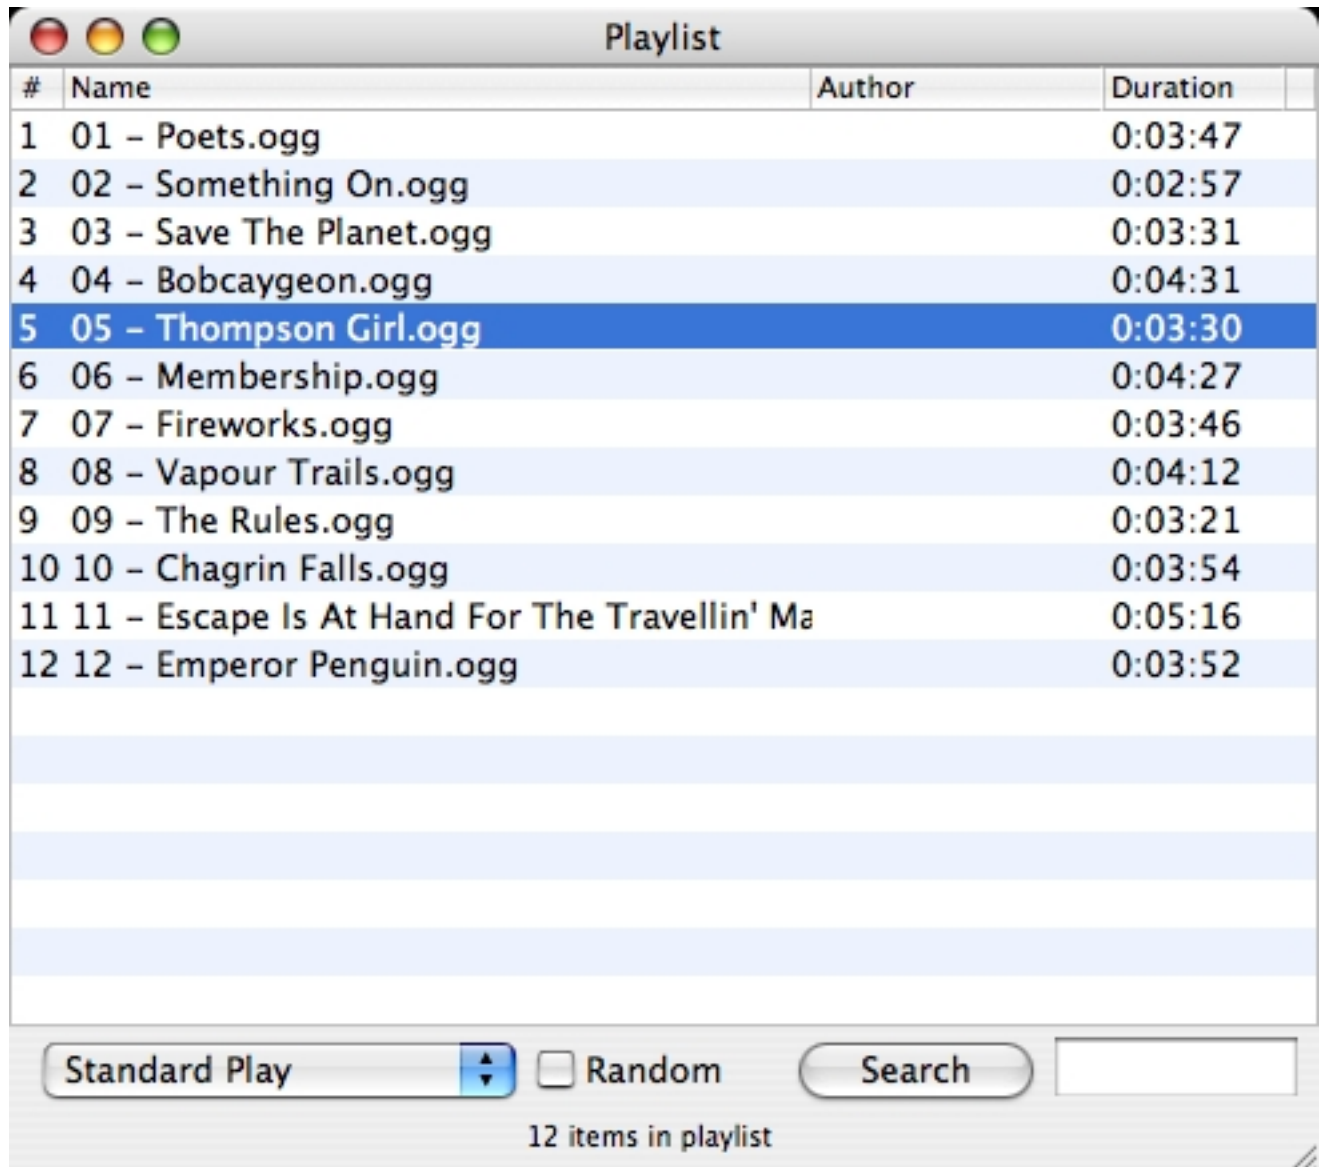 Playlist
# Name Author Duration
1 01 – Poets.ogg 0:03:47
2 02 – Something On.ogg 0:02:57
3 03 – Save The Planet.ogg 0:03:31
4 04 – Bobcaygeon.ogg 0:04:31
5 05 – Thompson Girl.ogg 0:03:30
6 06 – Membership.ogg 0:04:27
7 07 – Fireworks.ogg 0:03:46
8 08 – Vapour Trails.ogg 0:04:12
9 09 – The Rules.ogg 0:03:21
10 10 – Chagrin Falls.ogg 0:03:54
11 11 – Escape Is At Hand For The Travellin' Ma 0:05:16
12 12 – Emperor Penguin.ogg 0:03:52
Standard Play Random Search
12 items in playlist